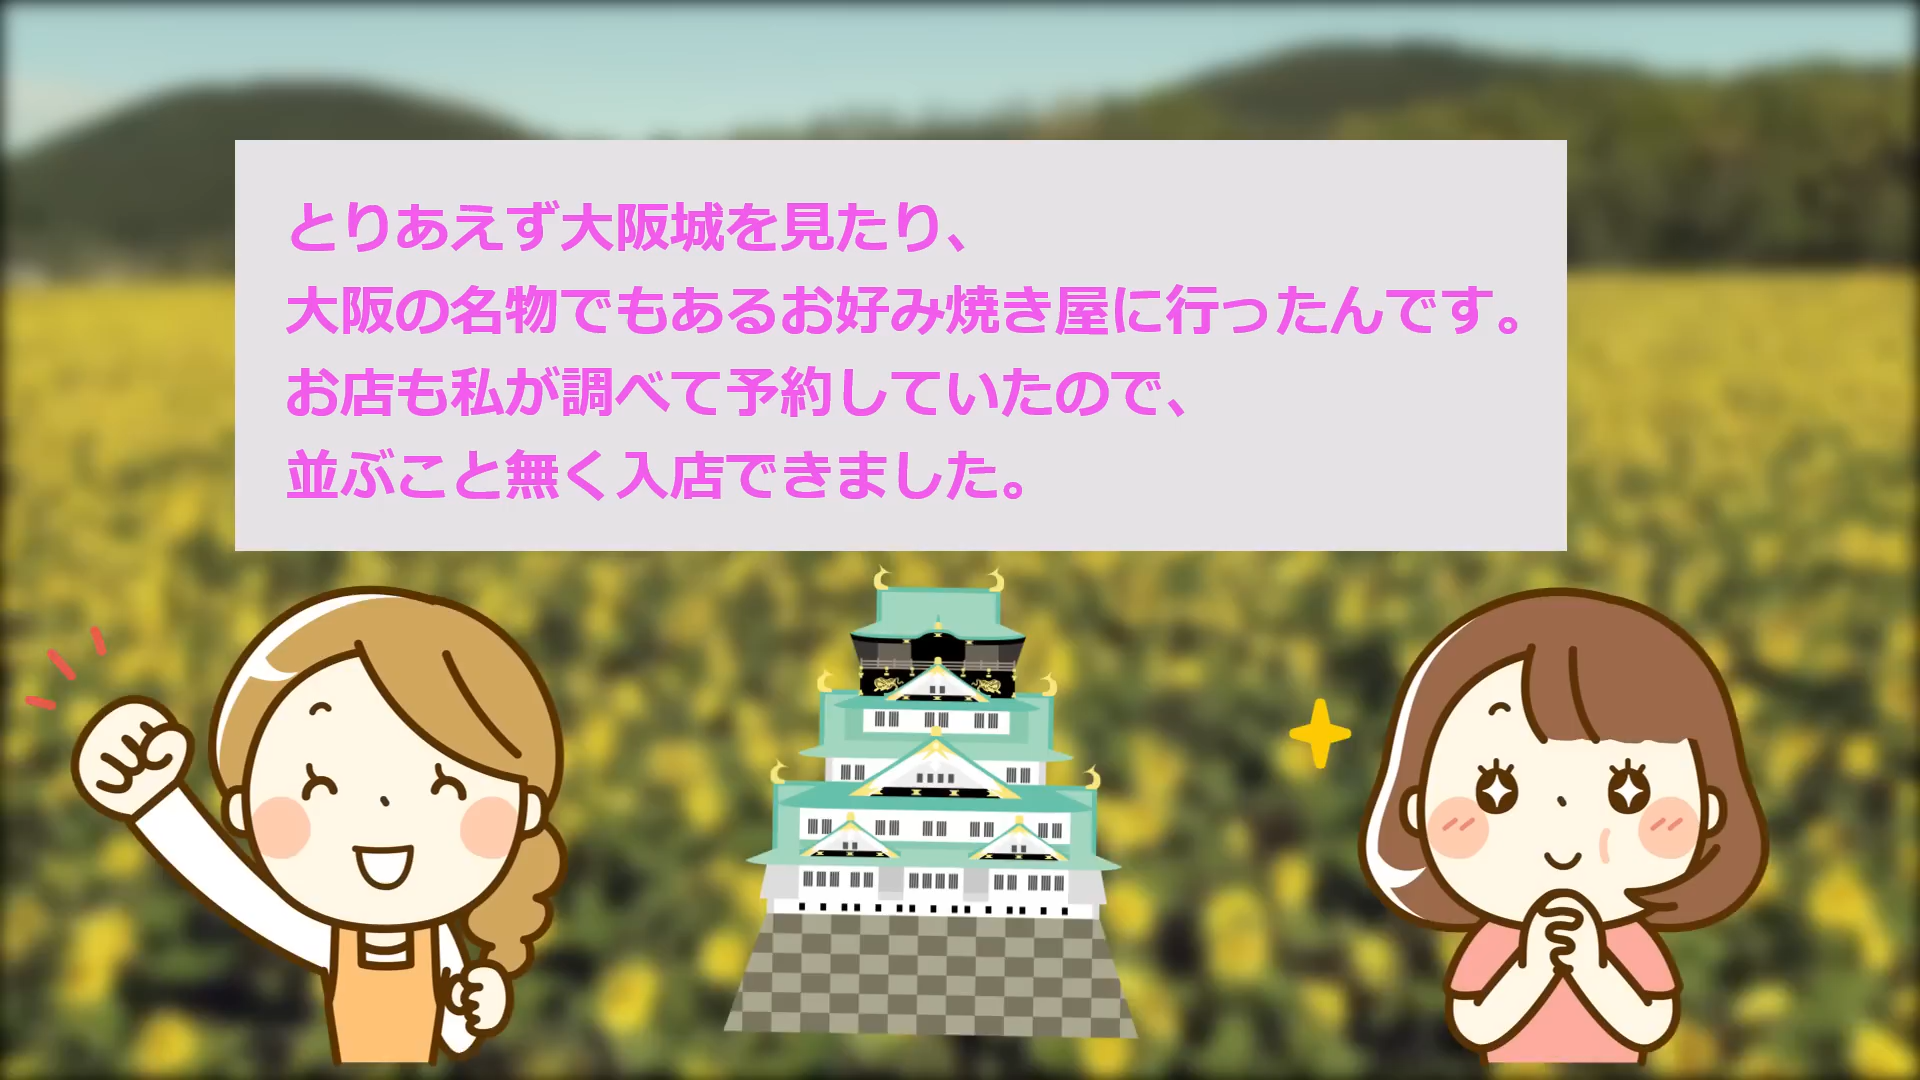 とりあえず大阪城を見たり、
大阪の名物でもあるお好み焼き屋に行ったんです。
お店も私が調べて予約していたので、
並ぶこと無く入店できました。